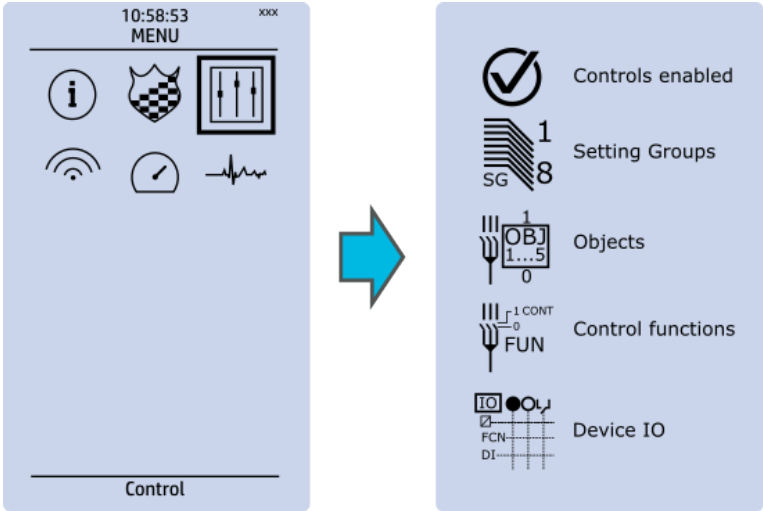 10:58:53 xxx
MENU
i
Control
Controls enabled
1
SG 8
Setting Groups
1
OBJ
1...5
0
Objects
1 CONT
0
FUN
Control functions
IO
FCN
DI
Device IO